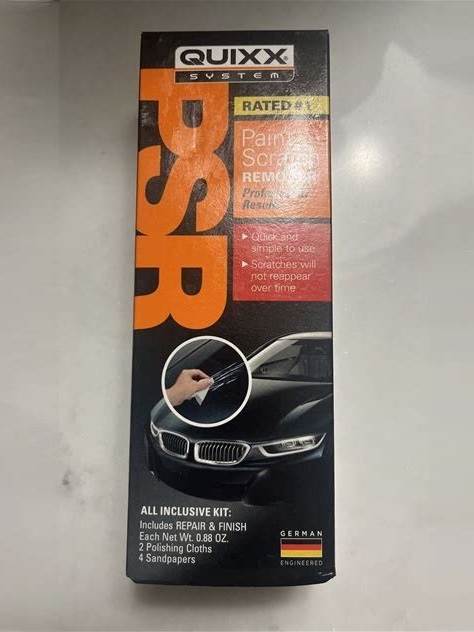 QUIXX®
SYSTEM
RATED #1
PSR
Paint
Scratch
REMOVER
Professional
Results
▶ Quick and
simple to use
▶ Scratches will
not reappear
over time
ALL INCLUSIVE KIT:
Includes REPAIR & FINISH
Each Net Wt. 0.88 OZ.
2 Polishing Cloths
4 Sandpapers
GERMAN
ENGINEERED